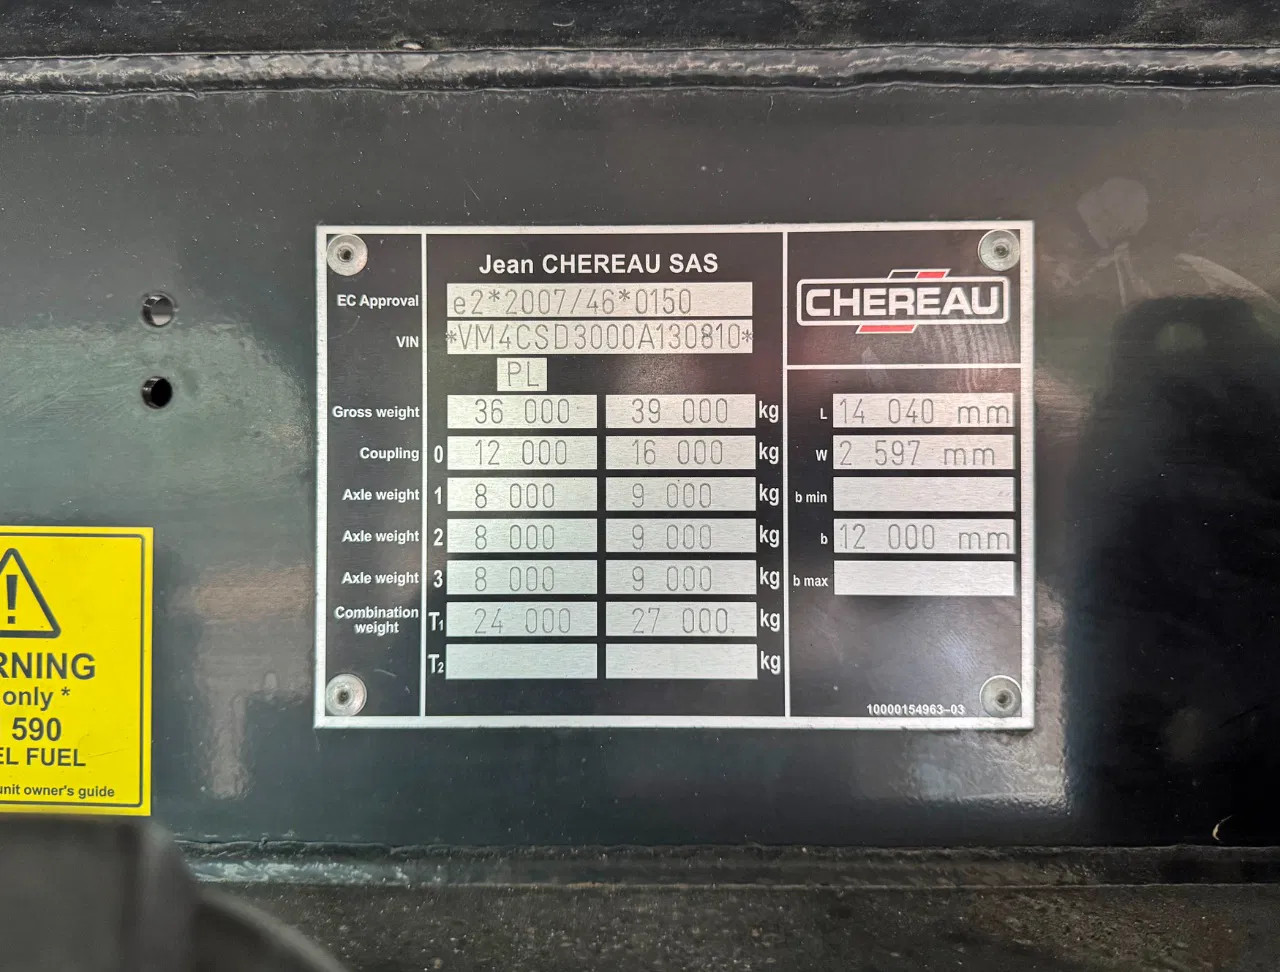 Jean CHEREAU SAS
CHEREAU
EC Approval e2*2007/46*0150
VIN *VM4CSD3000A130810*
PL
Gross weight 36 000 39 000 kg
Coupling 0 12 000 16 000 kg
Axle weight 1 8 000 9 000 kg
Axle weight 2 8 000 9 000 kg
Axle weight 3 8 000 9 000 kg
Combination weight T1 24 000 27 000 kg
T2 kg
L 14 040 mm
W 2 597 mm
b min
b 12 000 mm
b max
10000154963-03
RNING
only *
590
EL FUEL
unit owner's guide